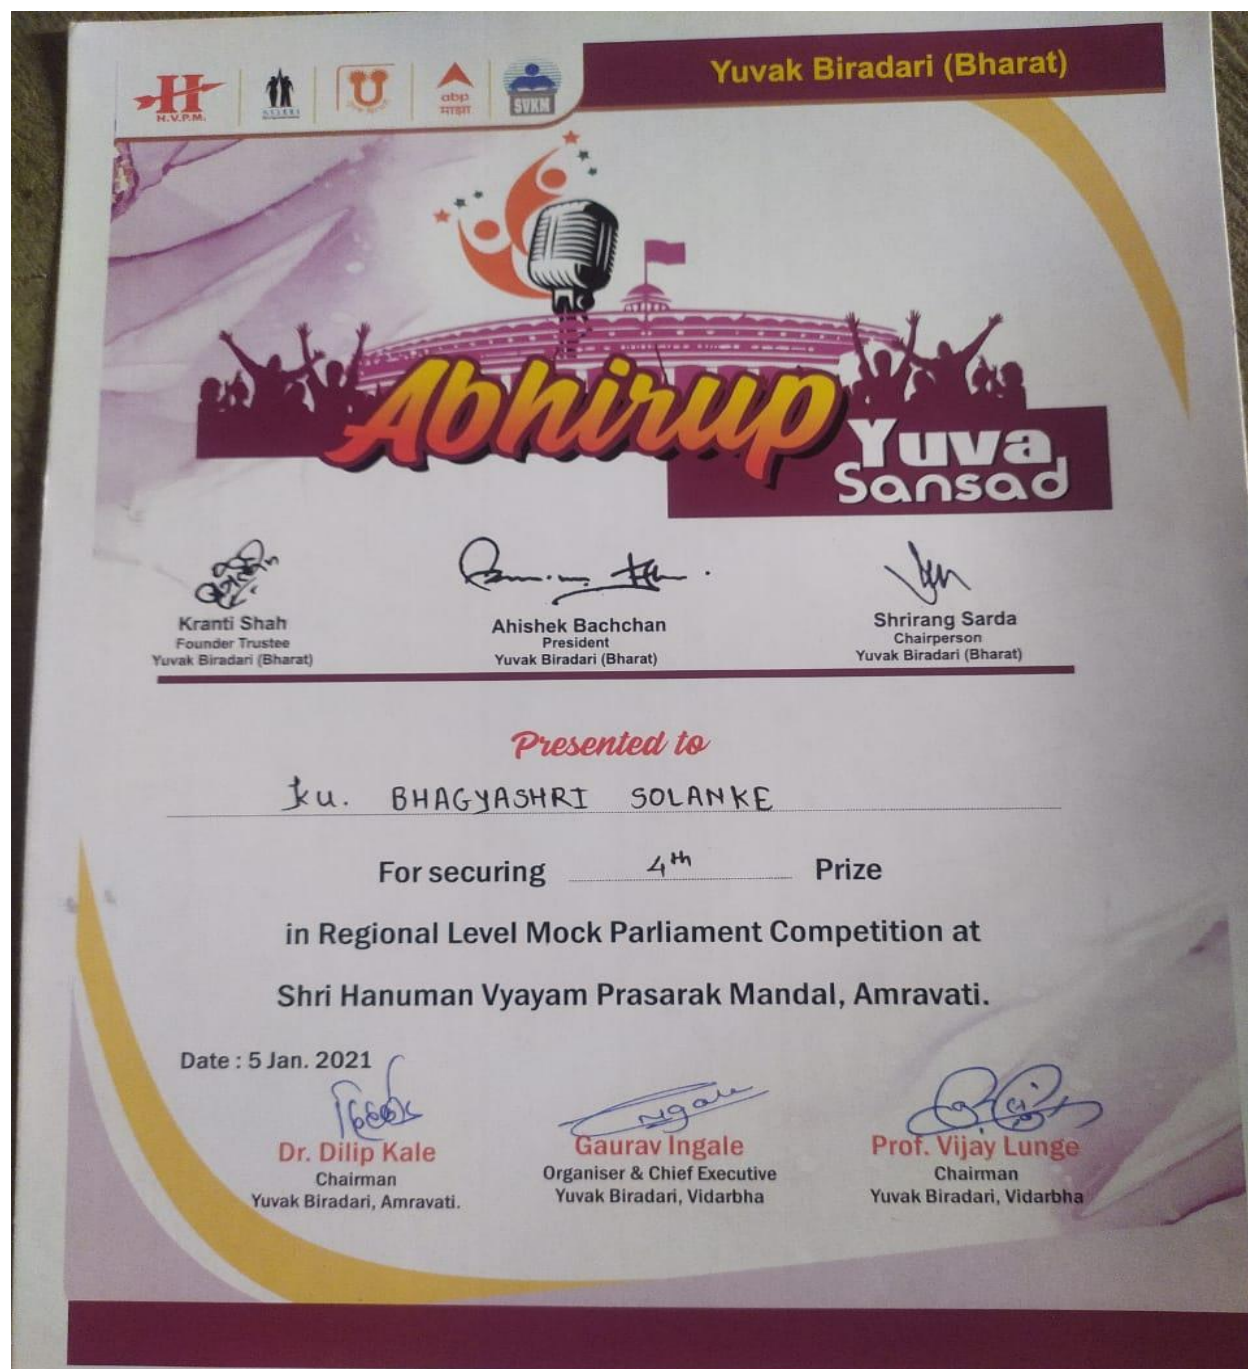 H.V.P.M.
abp
माझा
SVKM
Yuvak Biradari (Bharat)
Abhirup
Yuva
Sansad
Kranti Shah
Founder Trustee
Yuvak Biradari (Bharat)
Ahishek Bachchan
President
Yuvak Biradari (Bharat)
Shrirang Sarda
Chairperson
Yuvak Biradari (Bharat)
Presented to
Ku. BHAGYASHRI SOLANKE
For securing 4th Prize
in Regional Level Mock Parliament Competition at
Shri Hanuman Vyayam Prasarak Mandal, Amravati.
Date : 5 Jan. 2021
Dr. Dilip Kale
Chairman
Yuvak Biradari, Amravati.
Gaurav Ingale
Organiser & Chief Executive
Yuvak Biradari, Vidarbha
Prof. Vijay Lunge
Chairman
Yuvak Biradari, Vidarbha